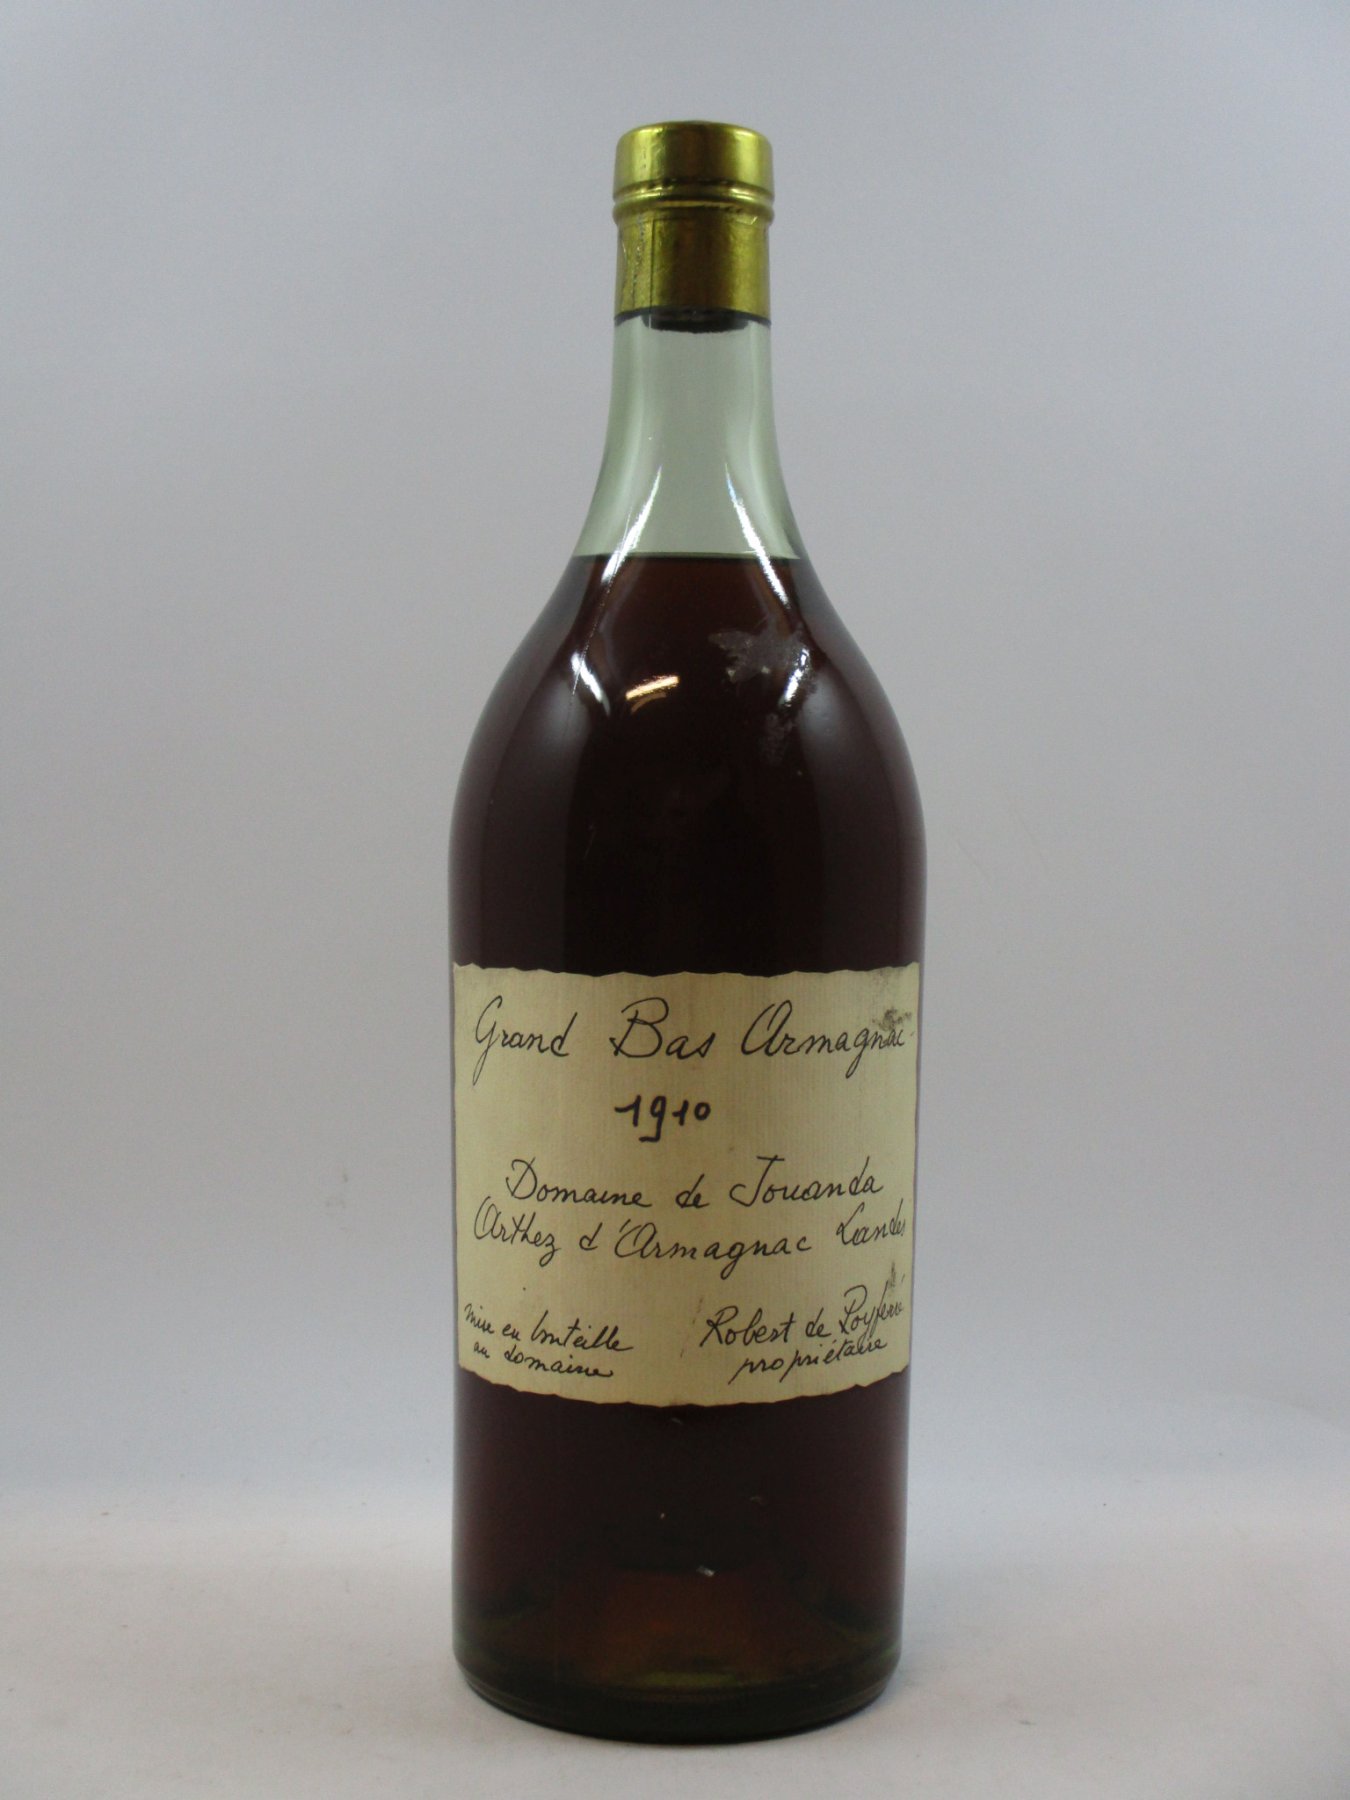 Grand Bas Armagnac
1910
Domaine de Jouanda
Arthez d'Armagnac Landes
mise en bouteille
au domaine
Robert de Poyferré
propriétaire